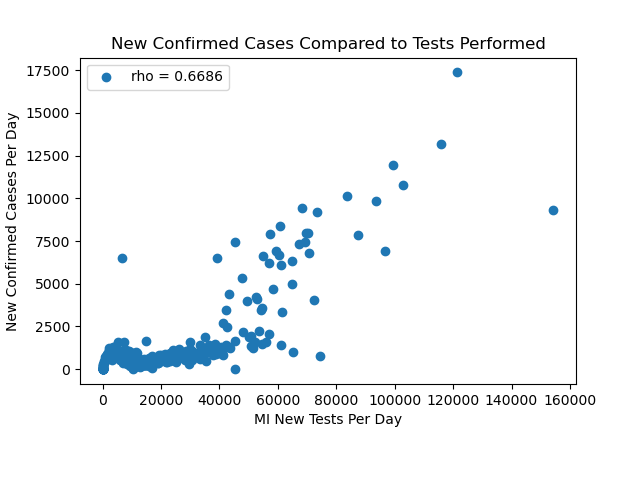 New Confirmed Cases Compared to Tests Performed
rho = 0.6686
17500
15000
12500
10000
7500
5000
2500
0
New Confirmed Caeses Per Day
0 20000 40000 60000 80000 100000 120000 140000 160000
MI New Tests Per Day